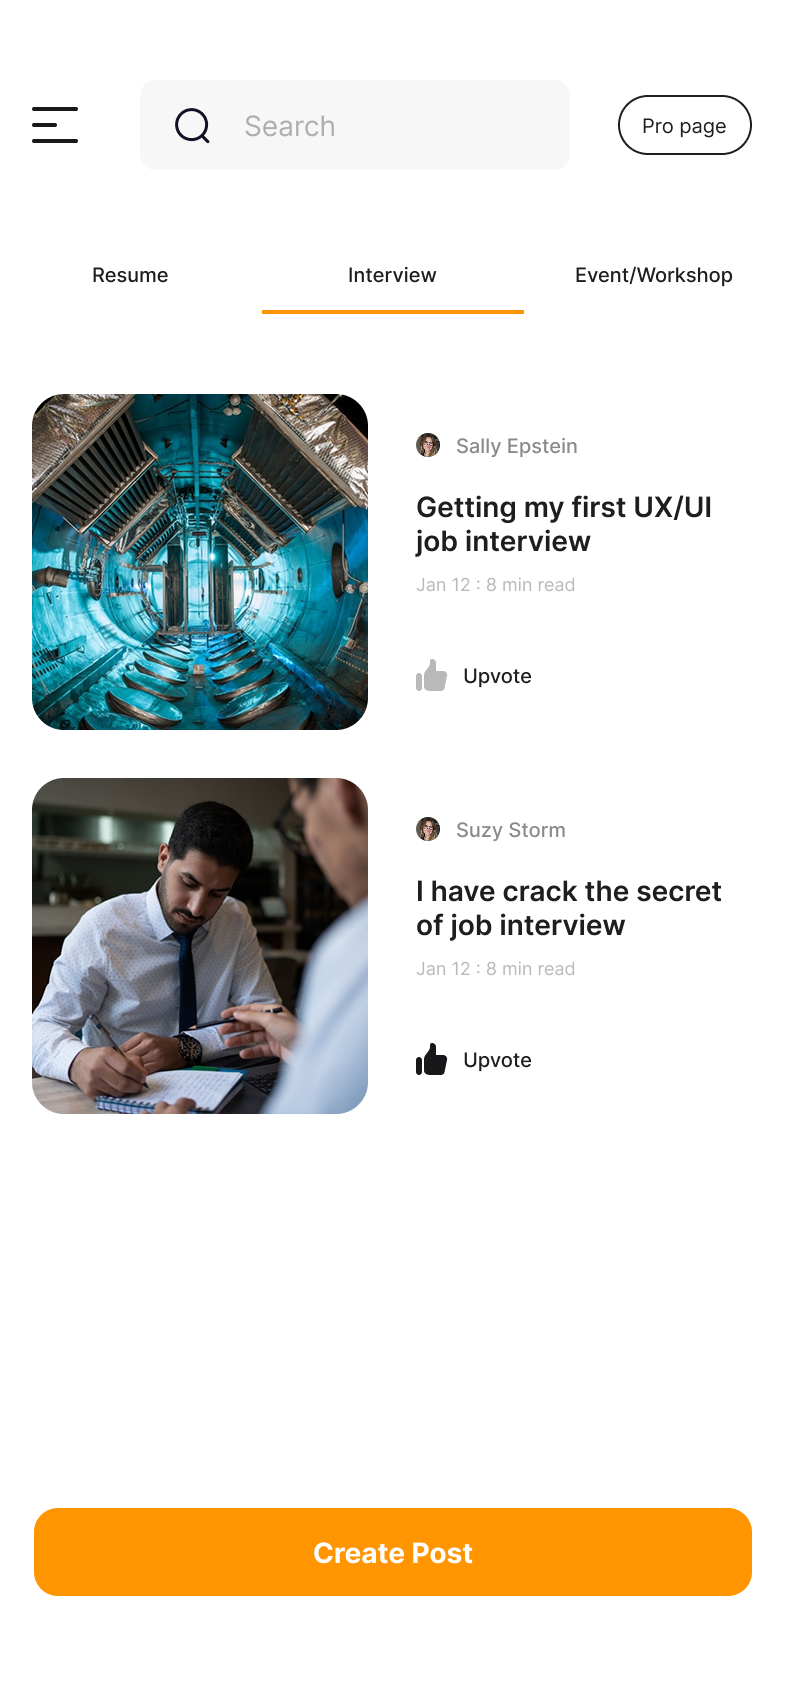 Search
Pro page
Resume
Interview
Event/Workshop
Sally Epstein
Getting my first UX/UI
job interview
Jan 12 : 8 min read
Upvote
Suzy Storm
I have crack the secret
of job interview
Jan 12 : 8 min read
Upvote
Create Post